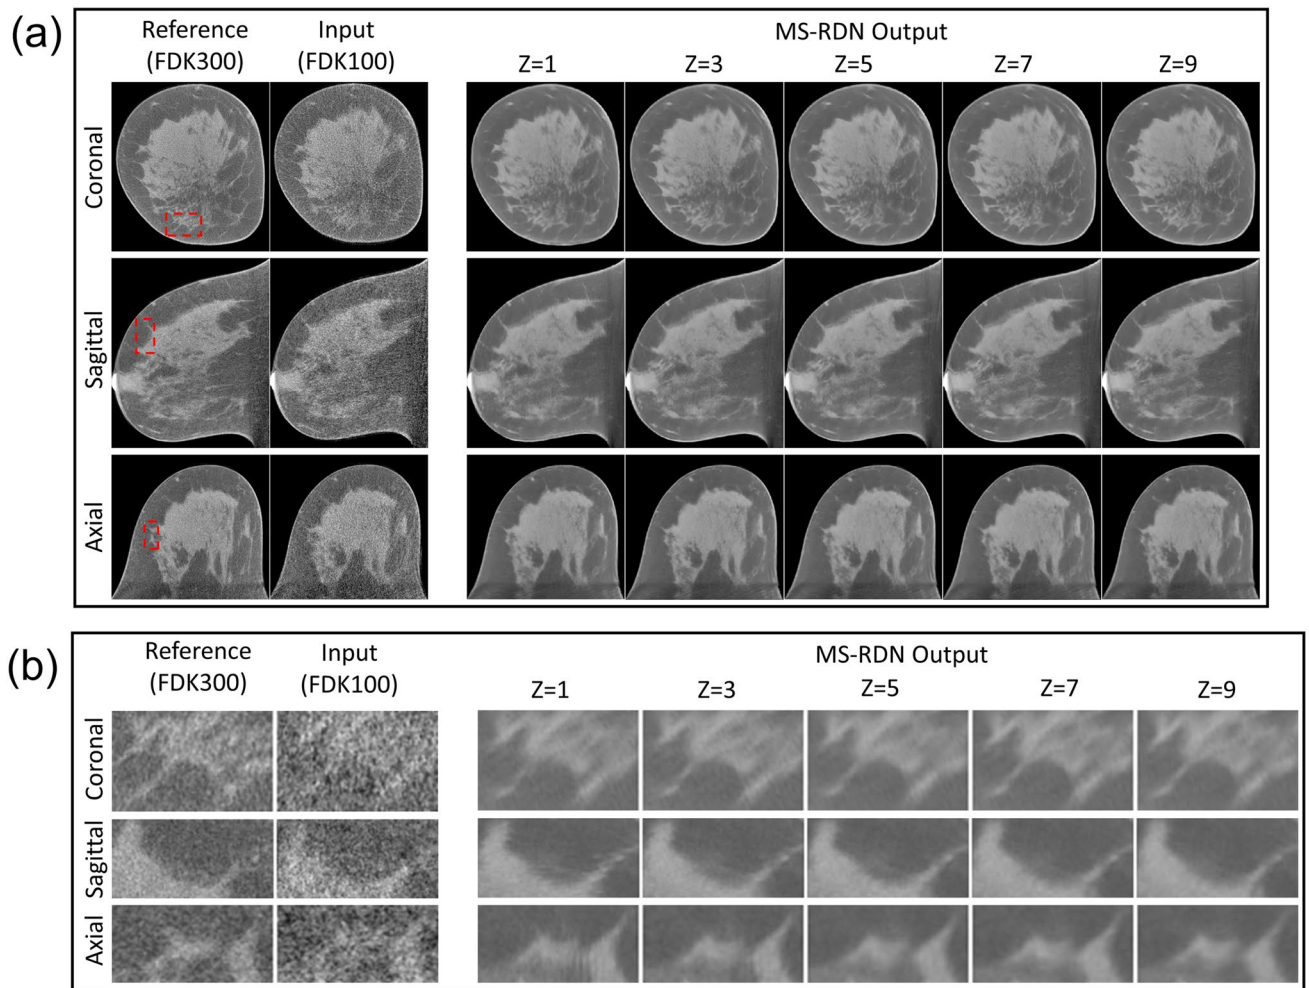 (a)
Reference
(FDK300)
Input
(FDK100)
MS-RDN Output
Z=1 Z=3 Z=5 Z=7 Z=9
Coronal
Sagittal
Axial
(b)
Reference
(FDK300)
Input
(FDK100)
MS-RDN Output
Z=1 Z=3 Z=5 Z=7 Z=9
Coronal
Sagittal
Axial